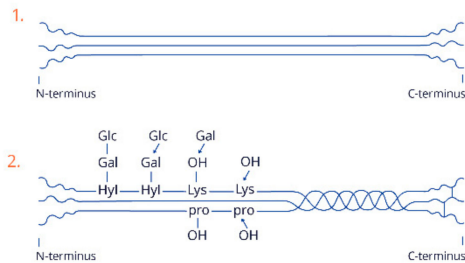 1.
N-terminus C-terminus
Glc Glc Gal
2. Gal Gal OH OH
Hyl Hyl Lys Lys
pro pro
OH OH
N-terminus C-terminus